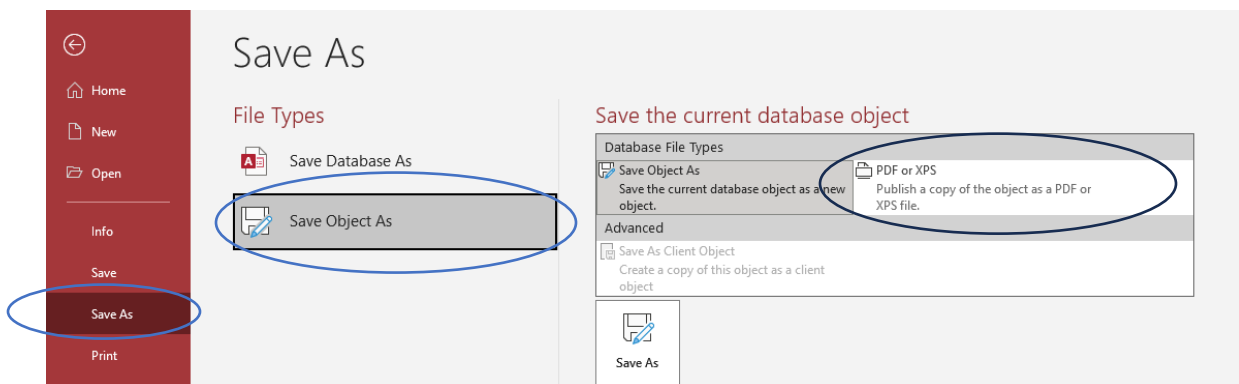 Save As
Home
New
Open
Info
Save
Save As
Print
File Types
Save Database As
Save Object As
Save the current database object
Database File Types
Save Object As
Save the current database object as a new
object.
PDF or XPS
Publish a copy of the object as a PDF or
XPS file.
Advanced
Save As Client Object
Create a copy of this object as a client
object
Save As